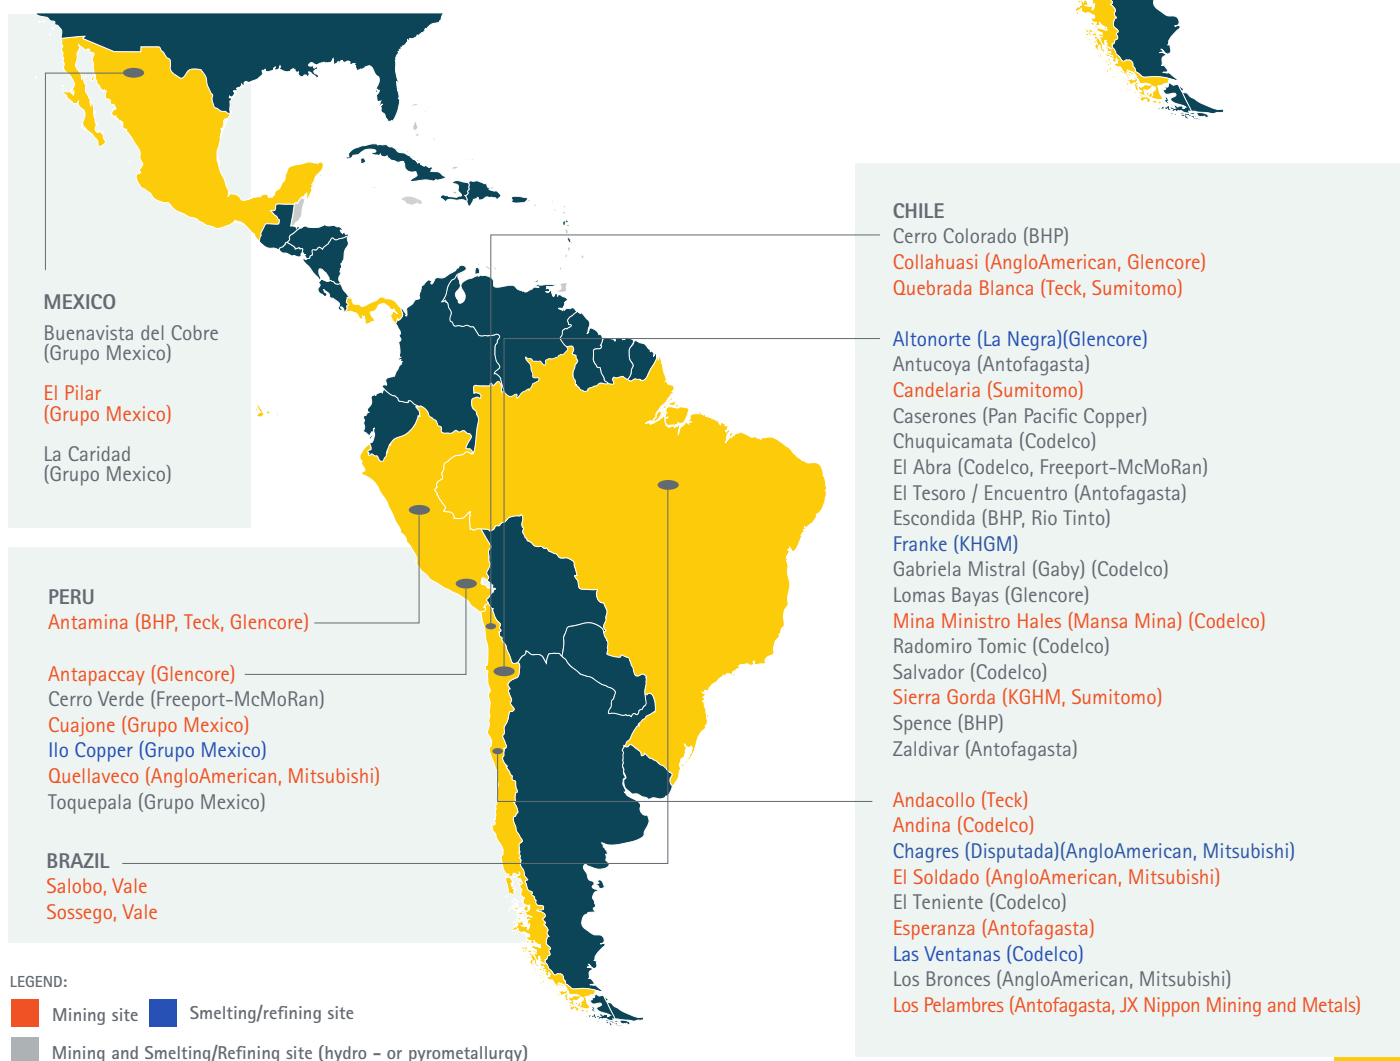 MEXICO
Buenavista del Cobre
(Grupo Mexico)
El Pilar
(Grupo Mexico)
La Caridad
(Grupo Mexico)
PERU
Antamina (BHP, Teck, Glencore)
Antapaccay (Glencore)
Cerro Verde (Freeport-McMoRan)
Cuajone (Grupo Mexico)
Ilo Copper (Grupo Mexico)
Quellaveco (AngloAmerican, Mitsubishi)
Toquepala (Grupo Mexico)
BRAZIL
Salobo, Vale
Sossego, Vale
CHILE
Cerro Colorado (BHP)
Collahuasi (AngloAmerican, Glencore)
Quebrada Blanca (Teck, Sumitomo)
Altonorte (La Negra)(Glencore)
Antucoya (Antofagasta)
Candelaria (Sumitomo)
Caserones (Pan Pacific Copper)
Chuquicamata (Codelco)
El Abra (Codelco, Freeport-McMoRan)
El Tesoro / Encuentro (Antofagasta)
Escondida (BHP, Rio Tinto)
Franke (KHGM)
Gabriela Mistral (Gaby) (Codelco)
Lomas Bayas (Glencore)
Mina Ministro Hales (Mansa Mina) (Codelco)
Radomiro Tomic (Codelco)
Salvador (Codelco)
Sierra Gorda (KGHM, Sumitomo)
Spence (BHP)
Zaldivar (Antofagasta)
Andacollo (Teck)
Andina (Codelco)
Chagres (Disputada)(AngloAmerican, Mitsubishi)
El Soldado (AngloAmerican, Mitsubishi)
El Teniente (Codelco)
Esperanza (Antofagasta)
Las Ventanas (Codelco)
Los Bronces (AngloAmerican, Mitsubishi)
Los Pelambres (Antofagasta, JX Nippon Mining and Metals)
LEGEND:
Mining site
Smelting/refining site
Mining and Smelting/Refining site (hydro - or pyrometallurgy)